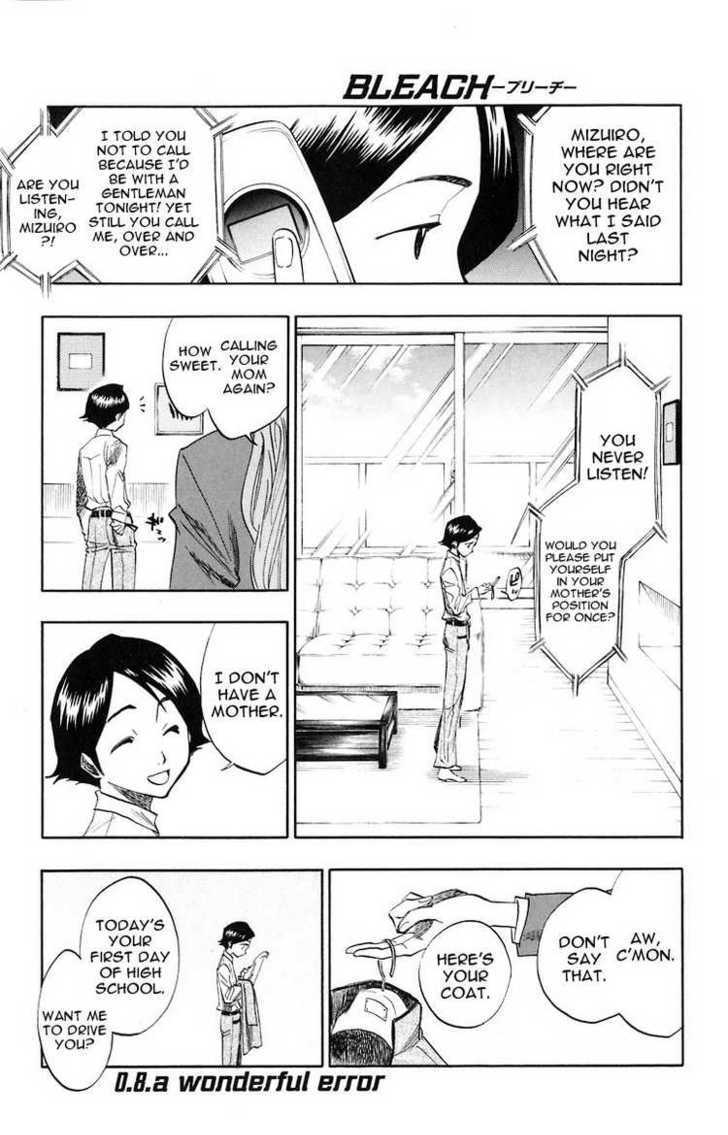 BLEACH—ブリーチ—
MIZUIRO,
WHERE ARE
YOU RIGHT
NOW? DIDN'T
YOU HEAR
WHAT I SAID
LAST
NIGHT?
I TOLD YOU
NOT TO CALL
BECAUSE I'D
BE WITH A
GENTLEMAN
TONIGHT! YET
STILL YOU CALL
ME, OVER AND
OVER...
ARE YOU
LISTEN-
ING,
MIZUIRO
?!
YOU
NEVER
LISTEN!
WOULD YOU
PLEASE PUT
YOURSELF
IN YOUR
MOTHER'S
POSITION
FOR ONCE?
CALLING
YOUR
MOM
AGAIN?
HOW
SWEET.
I DON'T
HAVE A
MOTHER.
AW,
C'MON.
DON'T
SAY
THAT.
HERE'S
YOUR
COAT.
TODAY'S
YOUR
FIRST DAY
OF HIGH
SCHOOL.
WANT ME
TO DRIVE
YOU?
0.8.a wonderful error